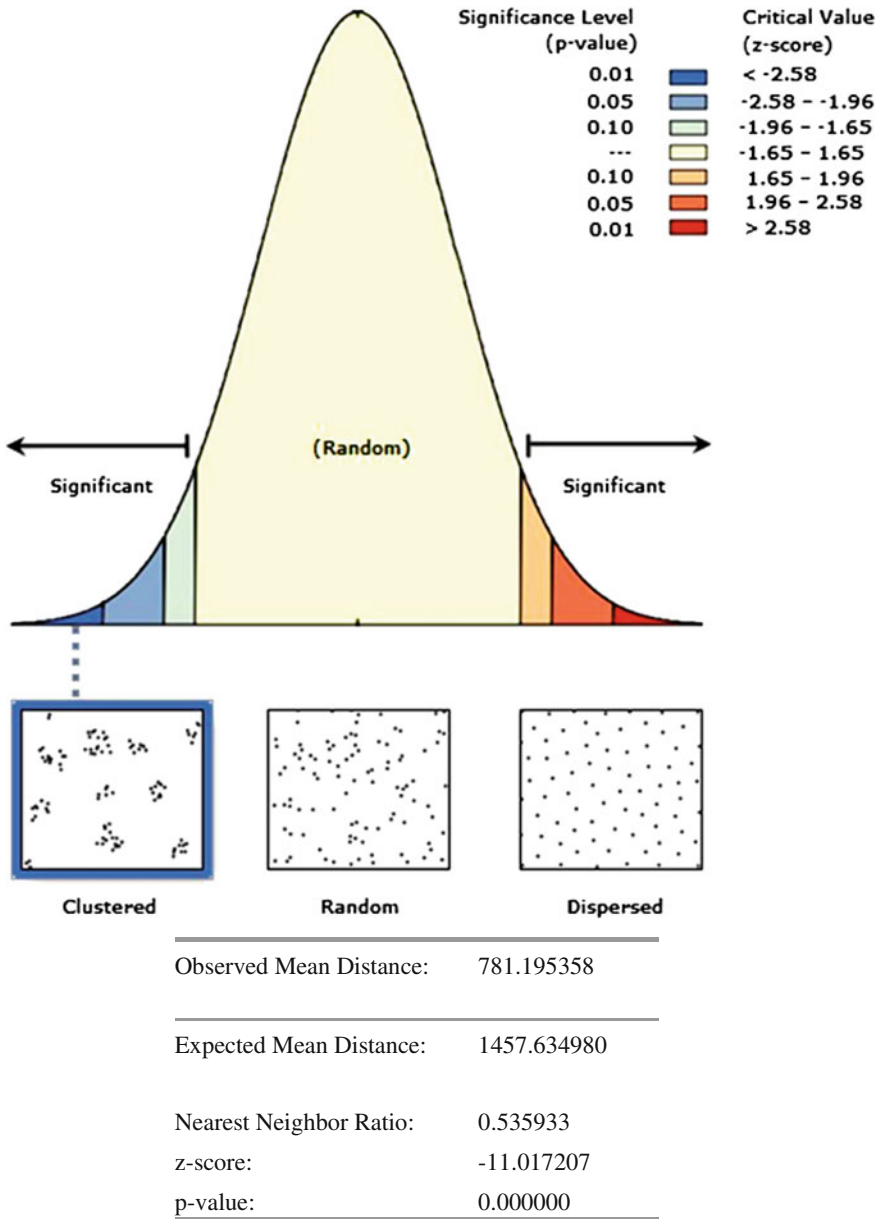 Significance Level Critical Value
(p-value) (z-score)
0.01 < -2.58
0.05 -2.58 – -1.96
0.10 -1.96 – -1.65
--- -1.65 – 1.65
0.10 1.65 – 1.96
0.05 1.96 – 2.58
0.01 > 2.58
(Random)
Significant Significant
Clustered Random Dispersed
Observed Mean Distance: 781.195358
Expected Mean Distance: 1457.634980
Nearest Neighbor Ratio: 0.535933
z-score: -11.017207
p-value: 0.000000